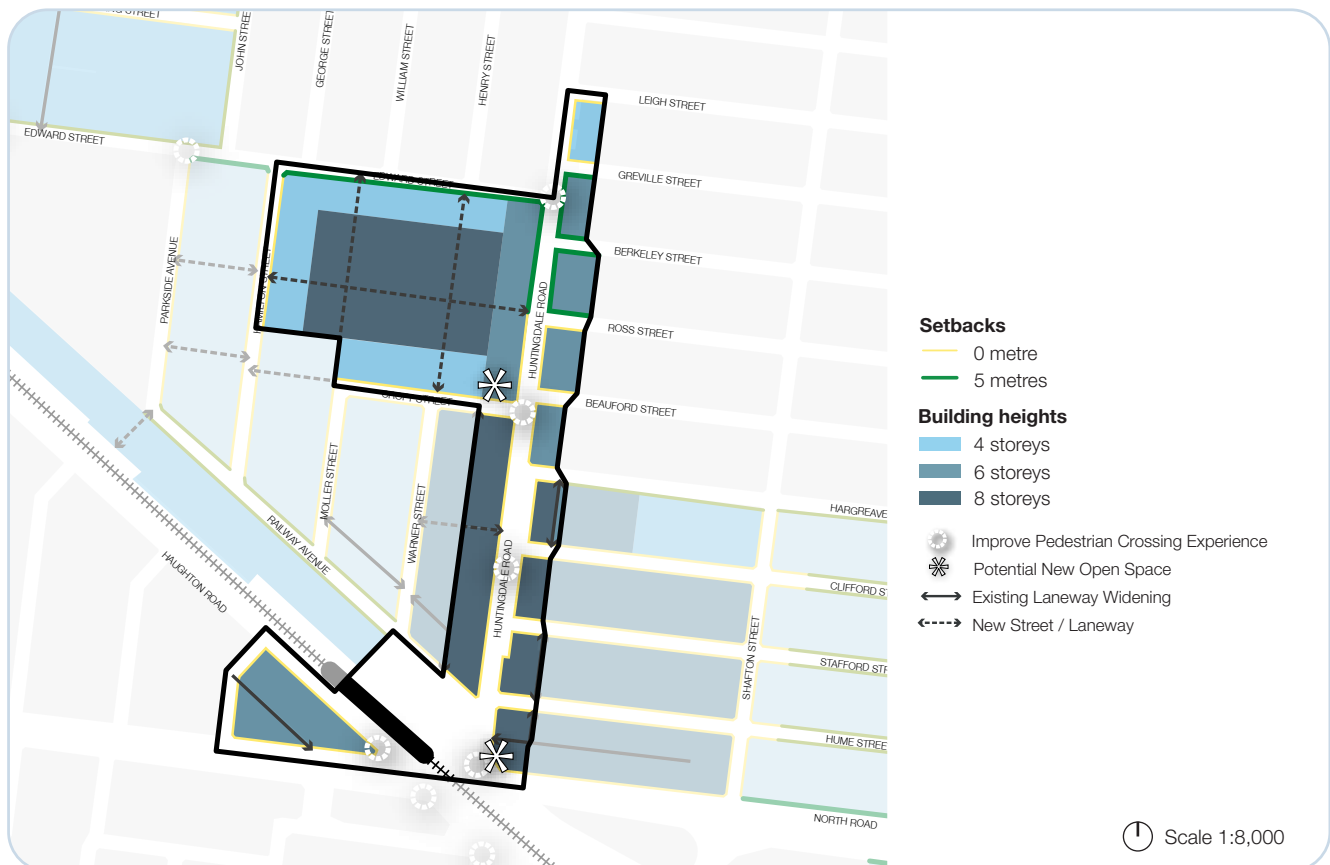 JOHN STREET
GEORGE STREET
WILLIAM STREET
HENRY STREET
LEIGH STREET
EDWARD STREET
EDWARD STREET
GREVILLE STREET
PARKSIDE AVENUE
BERKELEY STREET
HUNTINGDALE ROAD
ROSS STREET
BEAUFORD STREET
MOLLER STREET
WARNER STREET
RAILWAY AVENUE
HAUGHTON ROAD
HUNTINGDALE ROAD
HARGREAVE
CLIFFORD ST
SHAFTON STREET
STAFFORD STR
HUME STREE
NORTH ROAD
Setbacks
0 metre
5 metres
Building heights
4 storeys
6 storeys
8 storeys
Improve Pedestrian Crossing Experience
Potential New Open Space
Existing Laneway Widening
New Street / Laneway
Scale 1:8,000